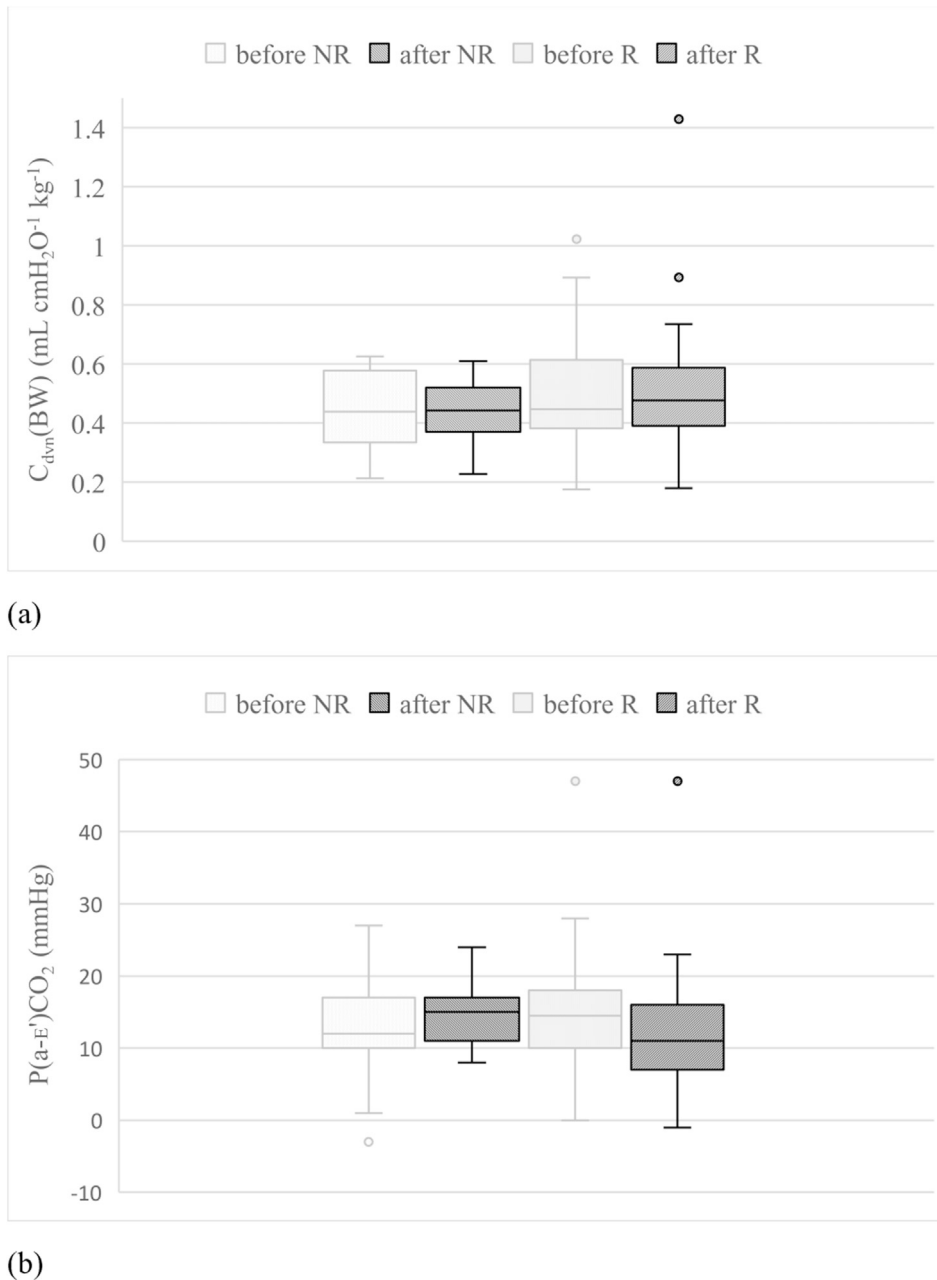 before NR after NR before R after R
1.4
1.2
1
0.8
0.6
0.4
0.2
0
C_dvn(BW) (mL cmH₂O⁻¹ kg⁻¹)
(a)
before NR after NR before R after R
50
40
30
20
10
0
-10
P(a-E')CO₂ (mmHg)
(b)